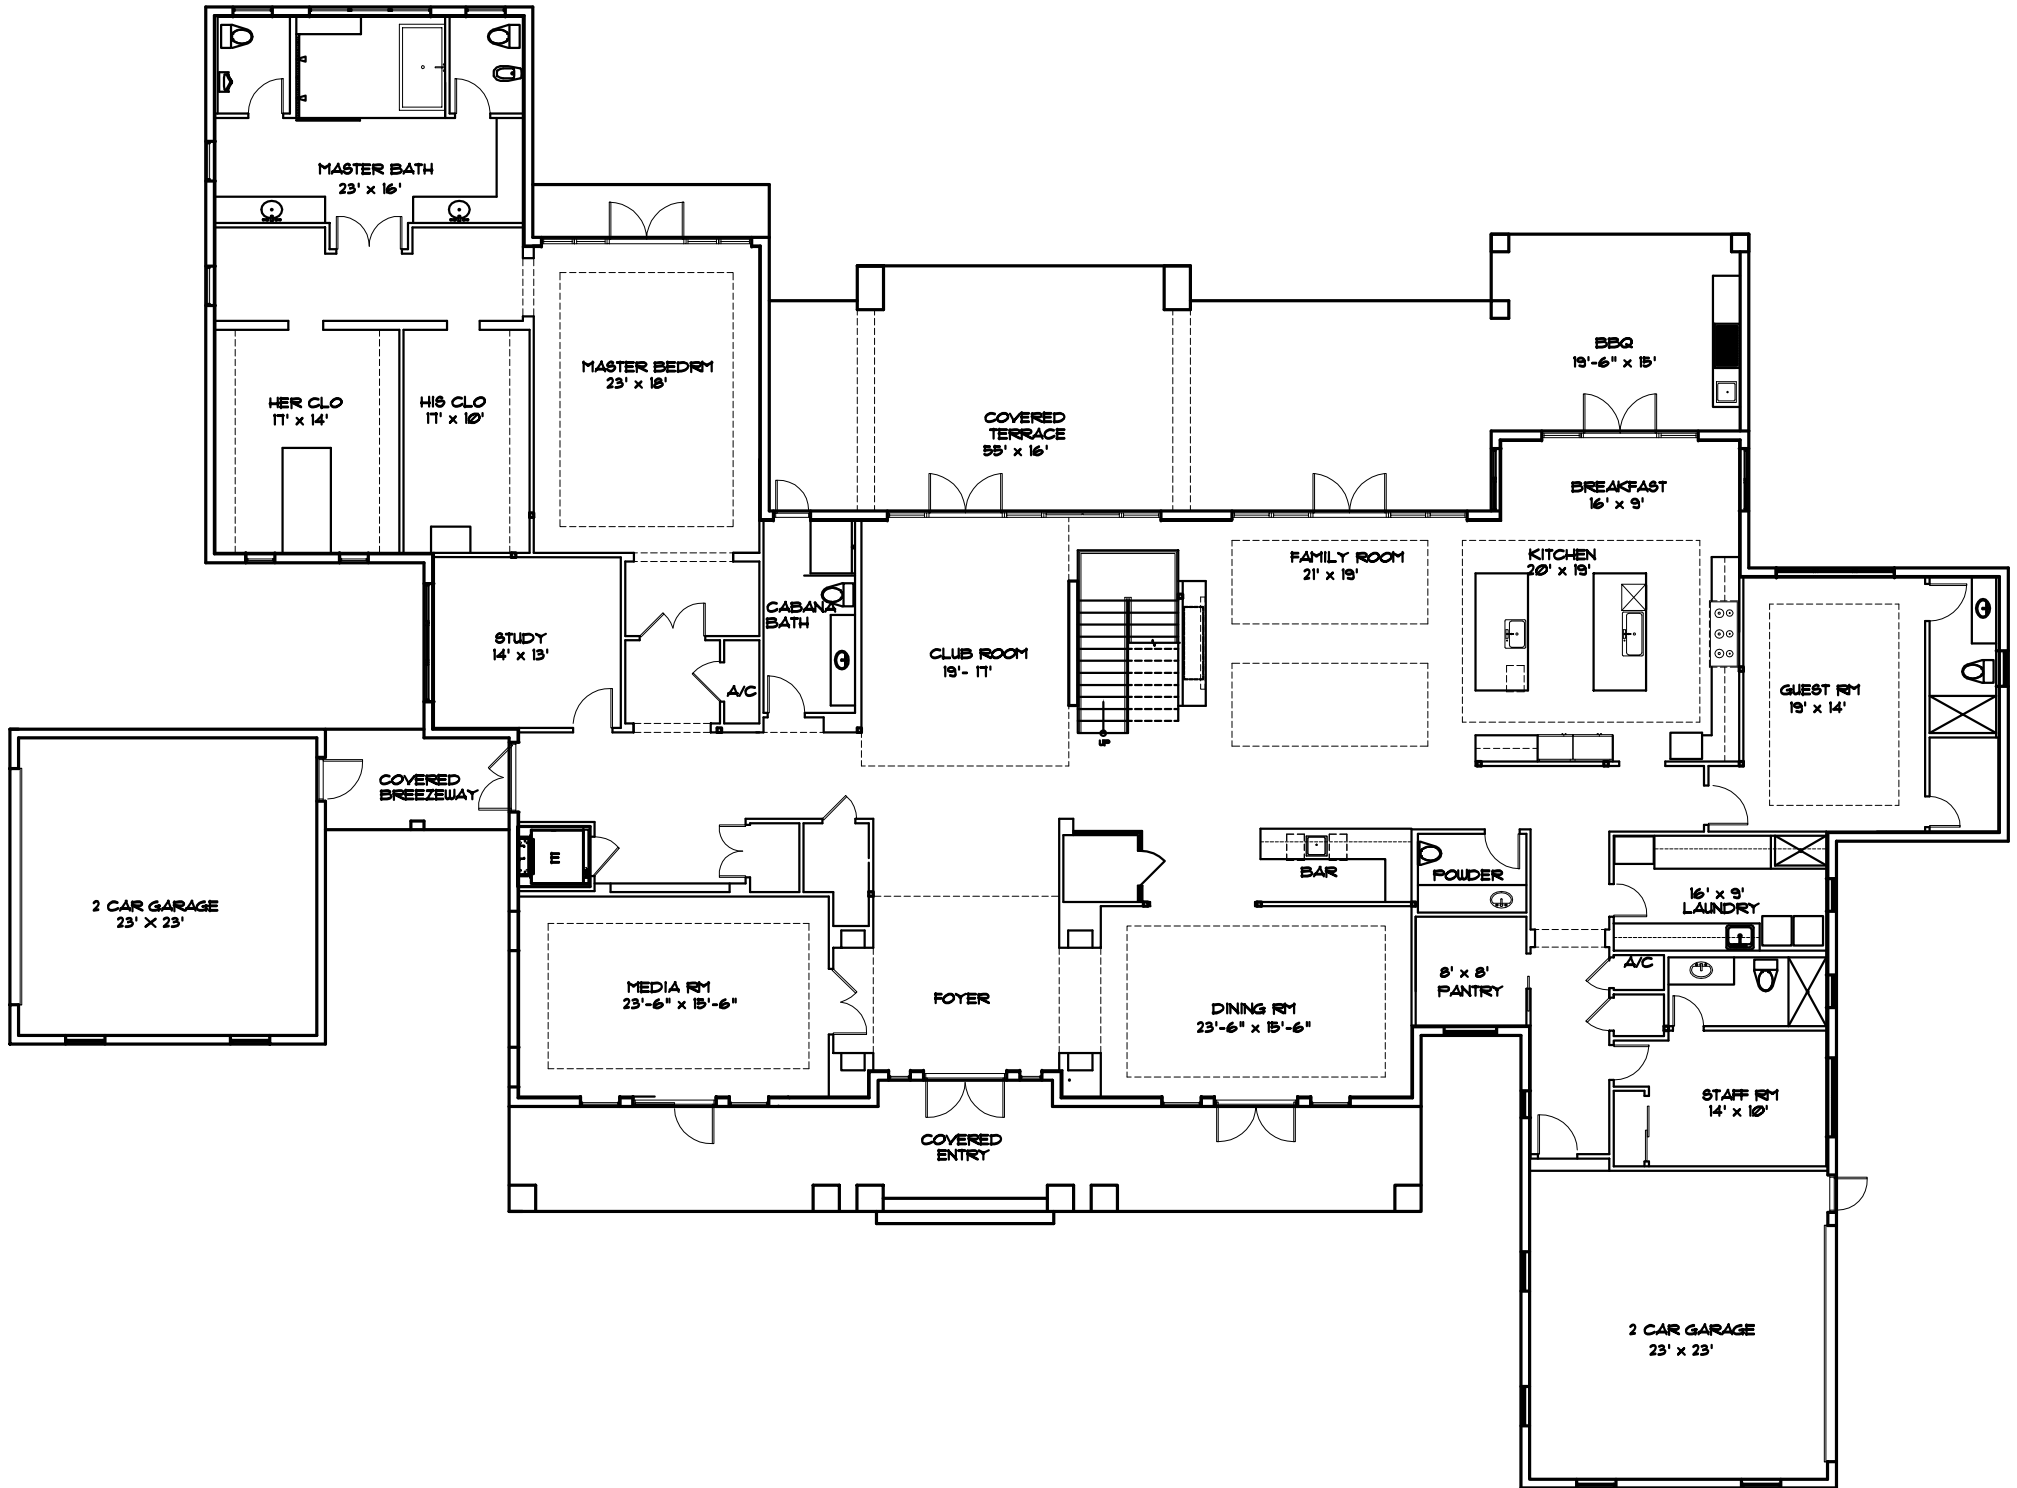 MASTER BATH
23' x 16'
MASTER BEDRM
23' x 18'
HER CLO
17' x 14'
HIS CLO
17' x 10'
COVERED
TERRACE
55' x 16'
BBQ
19'-6" x 15'
BREAKFAST
16' x 9'
FAMILY ROOM
21' x 19'
KITCHEN
20' x 19'
CABANA
BATH
STUDY
14' x 13'
CLUB ROOM
19'- 17'
A/C
GUEST RM
19' x 14'
UP
COVERED
BREEZEWAY
E
BAR
POWDER
16' x 9'
LAUNDRY
2 CAR GARAGE
23' X 23'
A/C
8' x 8'
PANTRY
MEDIA RM
23'-6" x 15'-6"
FOYER
DINING RM
23'-6" x 15'-6"
STAFF RM
14' x 10'
COVERED
ENTRY
2 CAR GARAGE
23' x 23'